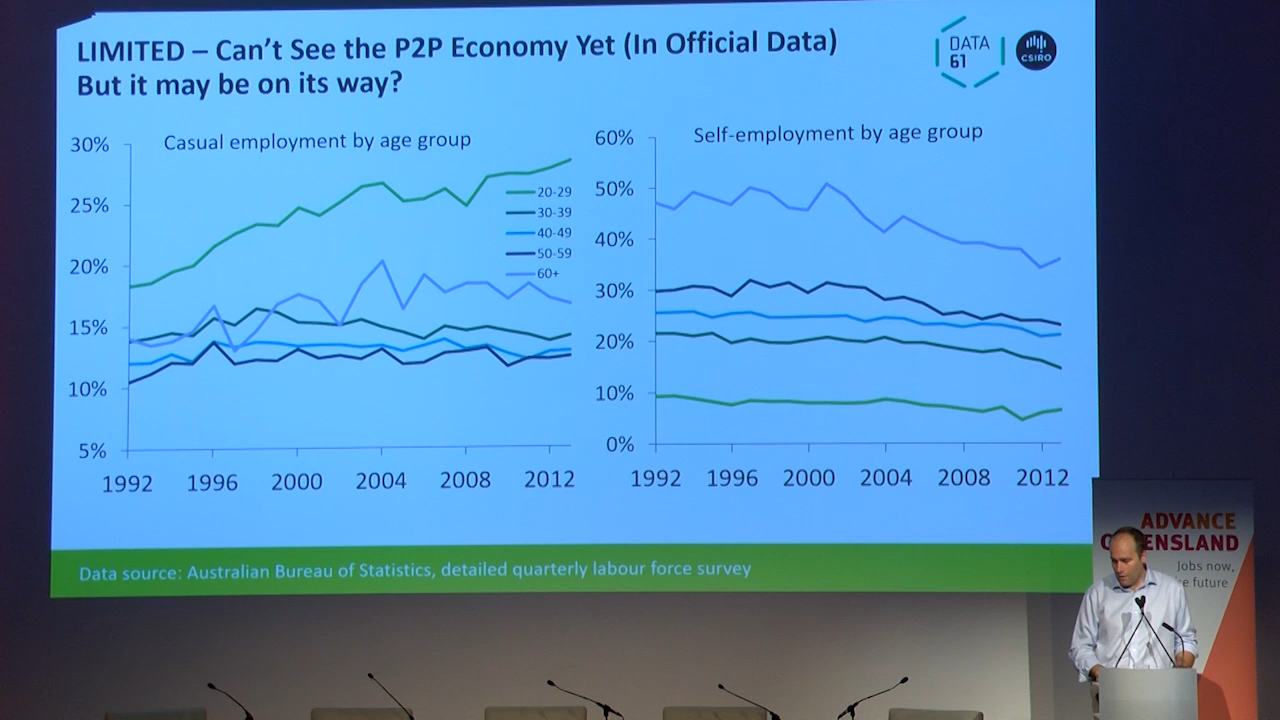 LIMITED – Can't See the P2P Economy Yet (In Official Data)
But it may be on its way?
DATA
61
CSIRO
Casual employment by age group
30%
25%
20%
15%
10%
5%
1992 1996 2000 2004 2008 2012
20-29
30-39
40-49
50-59
60+
Self-employment by age group
60%
50%
40%
30%
20%
10%
0%
1992 1996 2000 2004 2008 2012
Data source: Australian Bureau of Statistics, detailed quarterly labour force survey
ADVANCE
ENSLAND
Jobs now,
future